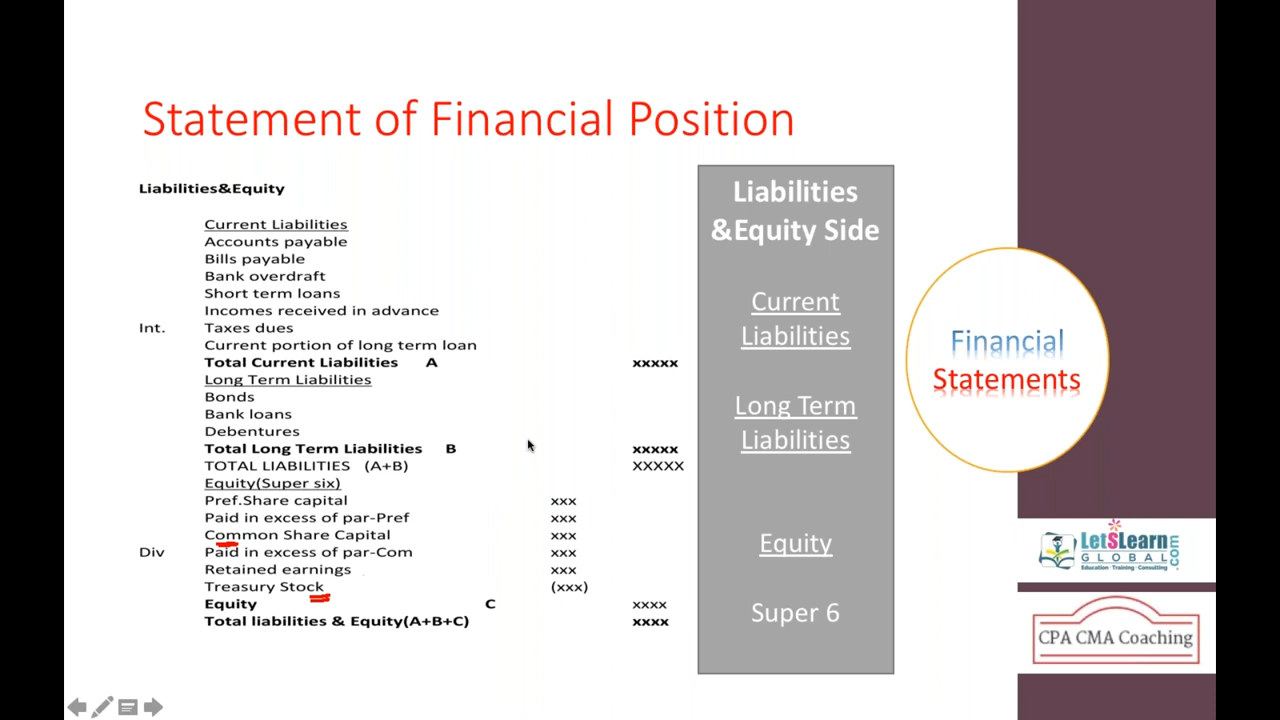 Statement of Financial Position
Liabilities&Equity
Current Liabilities
Accounts payable
Bills payable
Bank overdraft
Short term loans
Incomes received in advance
Int. Taxes dues
Current portion of long term loan
Total Current Liabilities A xxxxx
Long Term Liabilities
Bonds
Bank loans
Debentures
Total Long Term Liabilities B xxxxx
TOTAL LIABILITIES (A+B) XXXXX
Equity(Super six)
Pref.Share capital xxx
Paid in excess of par-Pref xxx
Common Share Capital xxx
Div Paid in excess of par-Com xxx
Retained earnings xxx
Treasury Stock (xxx)
Equity C xxxx
Total liabilities & Equity(A+B+C) xxxx
Liabilities
&Equity Side
Current
Liabilities
Long Term
Liabilities
Equity
Super 6
Financial
Statements
LetSLearn
GLOBAL.com
Education - Training - Consulting
CPA CMA Coaching